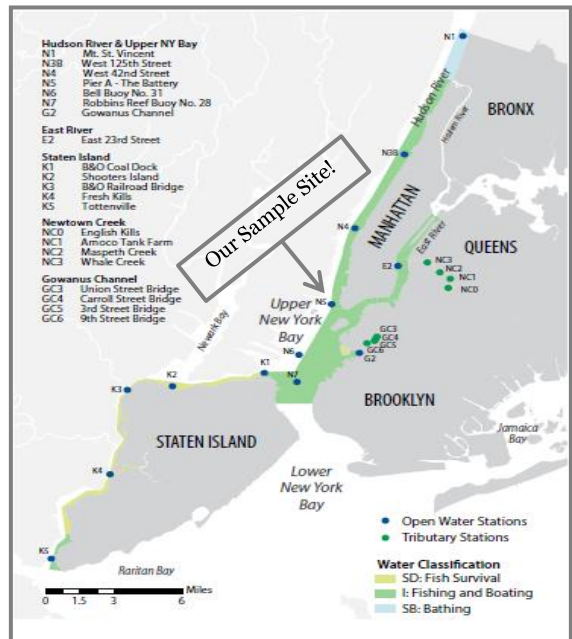 Hudson River & Upper NY Bay
N1 Mt. St. Vincent
N3B West 125th Street
N4 West 42nd Street
N5 Pier A - The Battery
N6 Bell Buoy No. 31
N7 Robbins Reef Buoy No. 28
G2 Gowanus Channel
East River
E2 East 23rd Street
Staten Island
K1 B&O Coal Dock
K2 Shooters Island
K3 B&O Railroad Bridge
K4 Fresh Kills
K5 Tottenville
Newtown Creek
NC0 English Kills
NC1 Amoco Tank Farm
NC2 Maspeth Creek
NC3 Whale Creek
Gowanus Channel
GC3 Union Street Bridge
GC4 Carroll Street Bridge
GC5 3rd Street Bridge
GC6 9th Street Bridge
N1
Hudson River
BRONX
Harlem River
N3B
MANHATTAN
Our Sample Site!
N4
East River
QUEENS
E2
NC3
NC2
NC1
NC0
N5
Upper
New York
Bay
Newark Bay
GC3
GC4
GC5
GC6
G2
N6
N7
K1
K2
K3
BROOKLYN
STATEN ISLAND
Jamaica
Bay
Lower
New York
Bay
K4
K5
Raritan Bay
Open Water Stations
Tributary Stations
Water Classification
SD: Fish Survival
I: Fishing and Boating
SB: Bathing
Miles
0 1.5 3 6